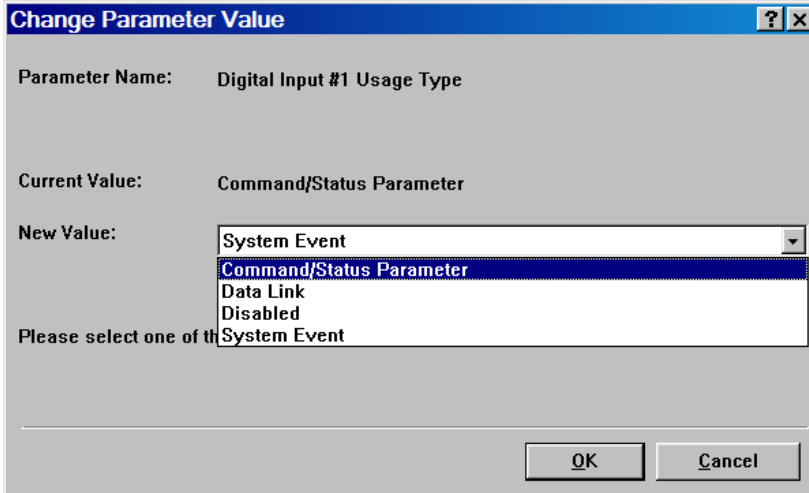 Change Parameter Value
Parameter Name: Digital Input #1 Usage Type
Current Value: Command/Status Parameter
New Value: System Event
Command/Status Parameter
Data Link
Disabled
Please select one of th System Event
OK Cancel